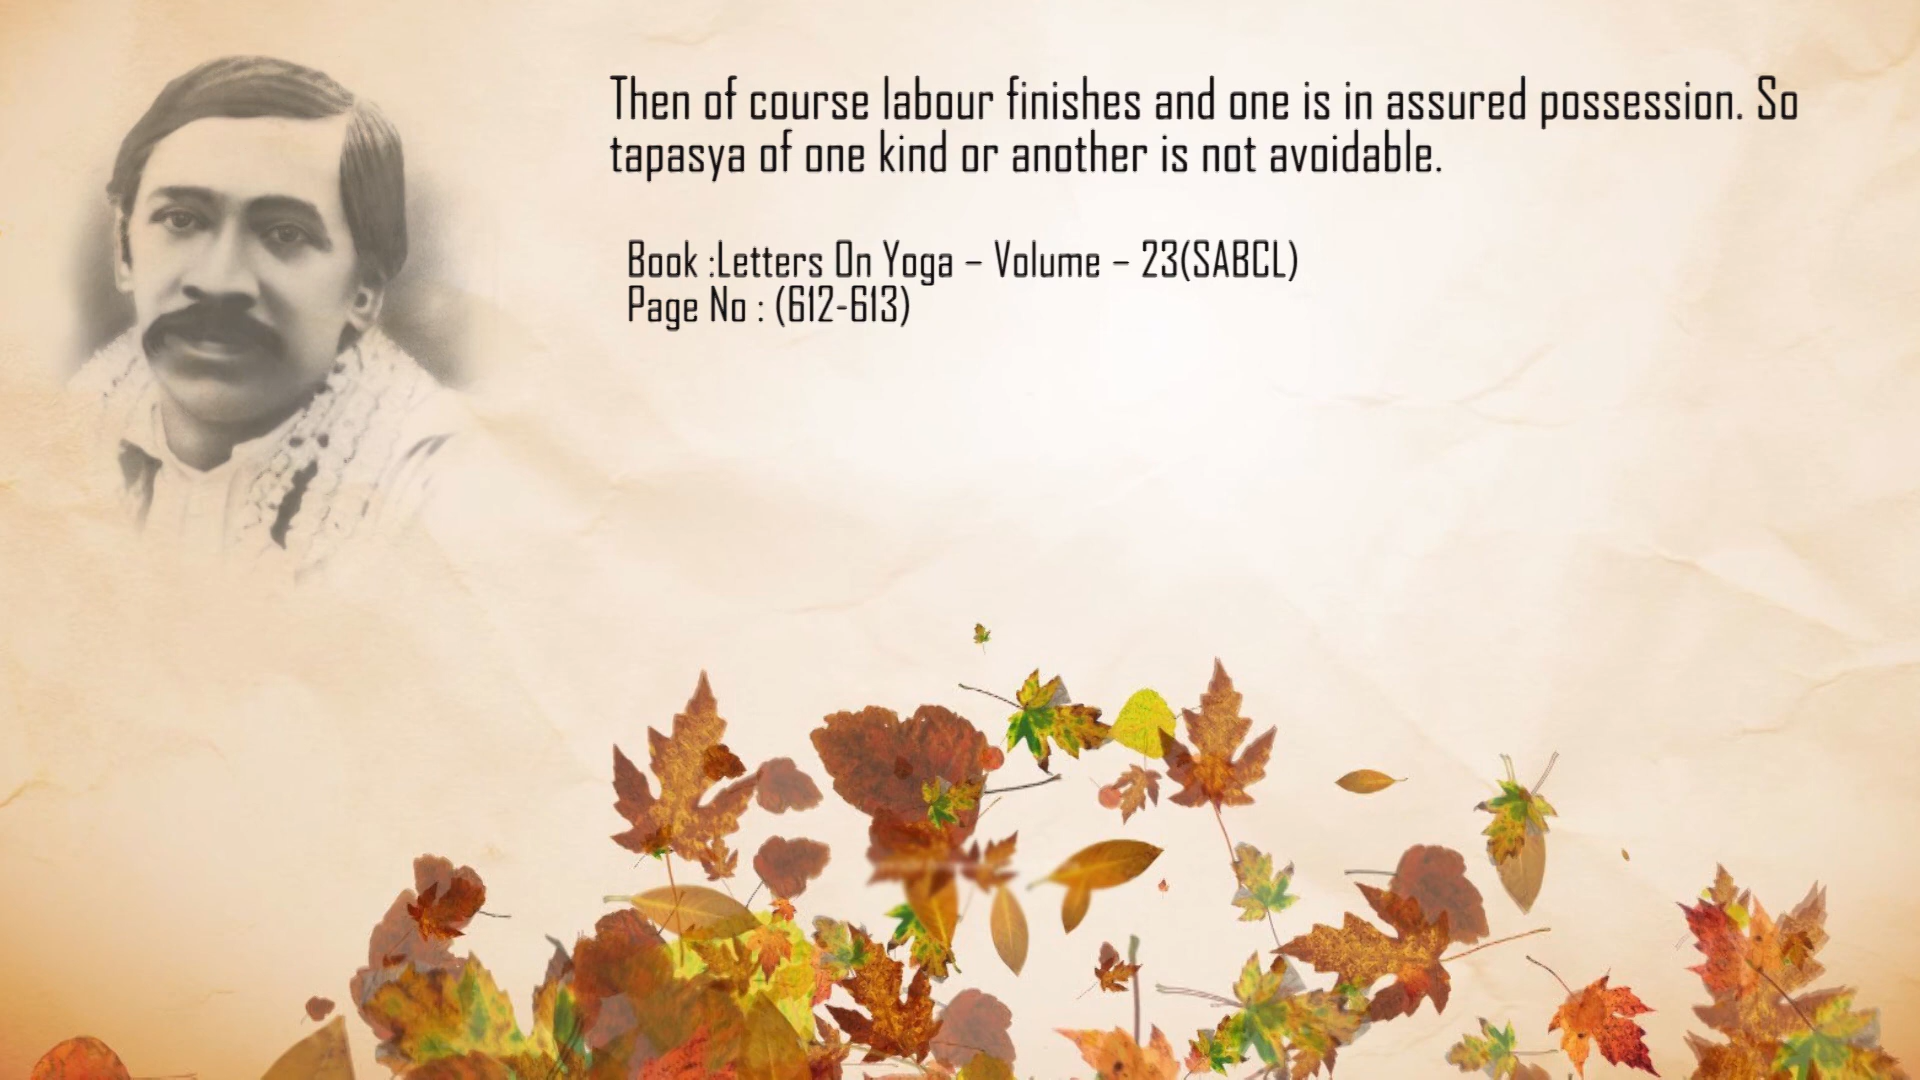 Then of course labour finishes and one is in assured possession. So
tapasya of one kind or another is not avoidable.
Book :Letters On Yoga – Volume – 23(SABCL)
Page No : (612-613)